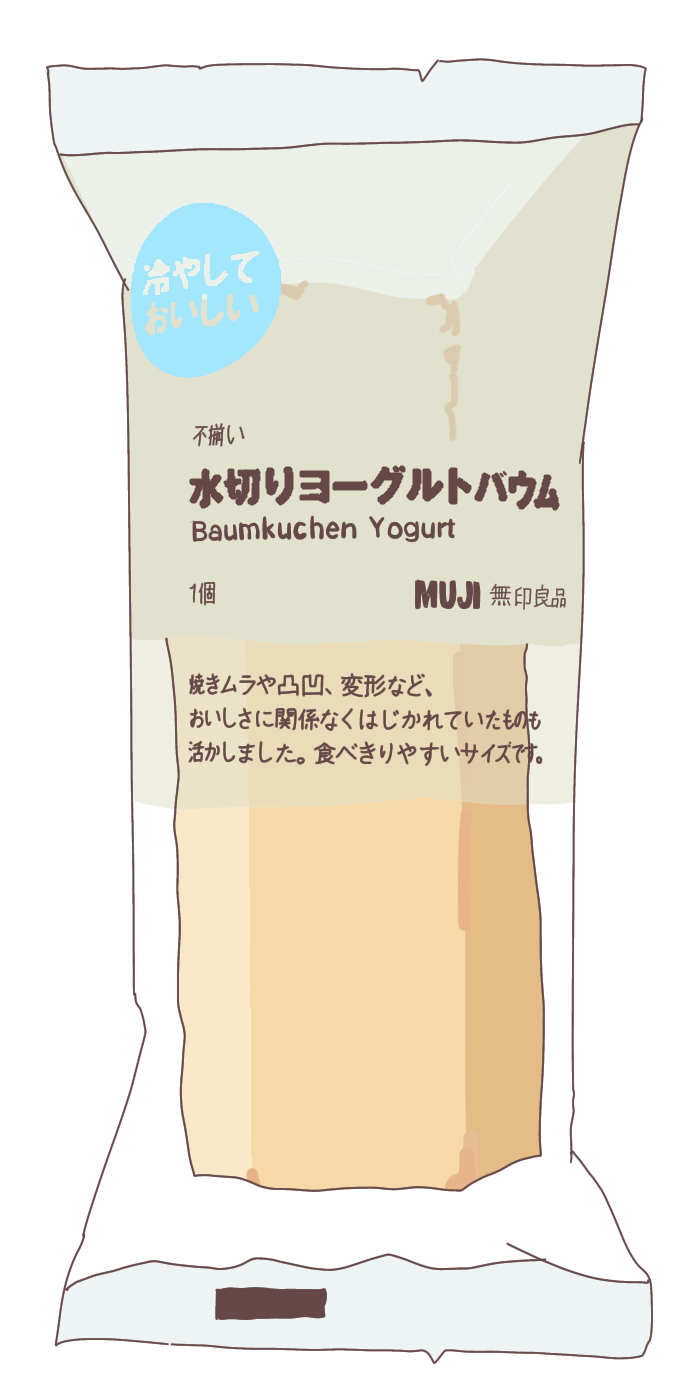 冷やして
おいしい
不揃い
水切りヨーグルトバウム
Baumkuchen Yogurt
1個
MUJI 無印良品
焼きムラや凸凹、変形など、
おいしさに関係なくはじかれていたものも
活かしました。食べきりやすいサイズです。